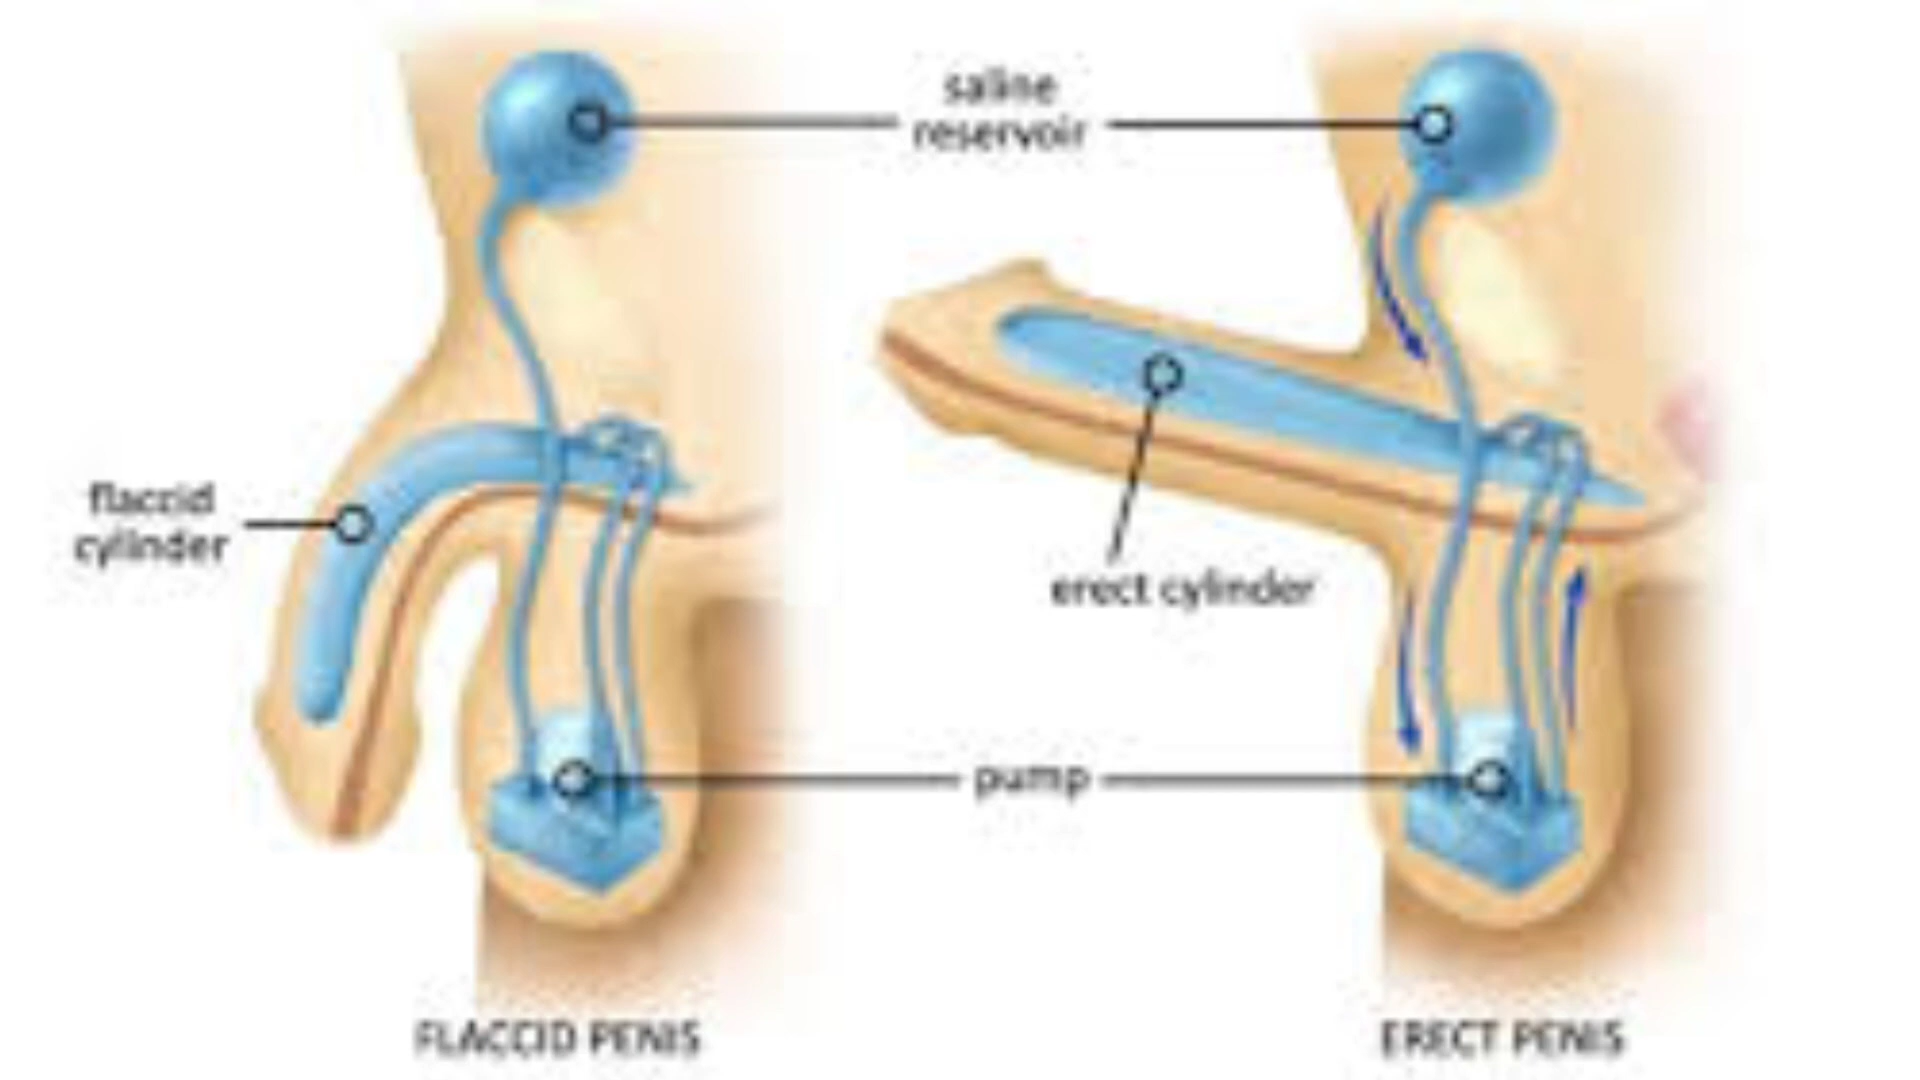 saline
reservoir
flaccid
cylinder
erect cylinder
pump
FLACCID PENIS
ERECT PENIS